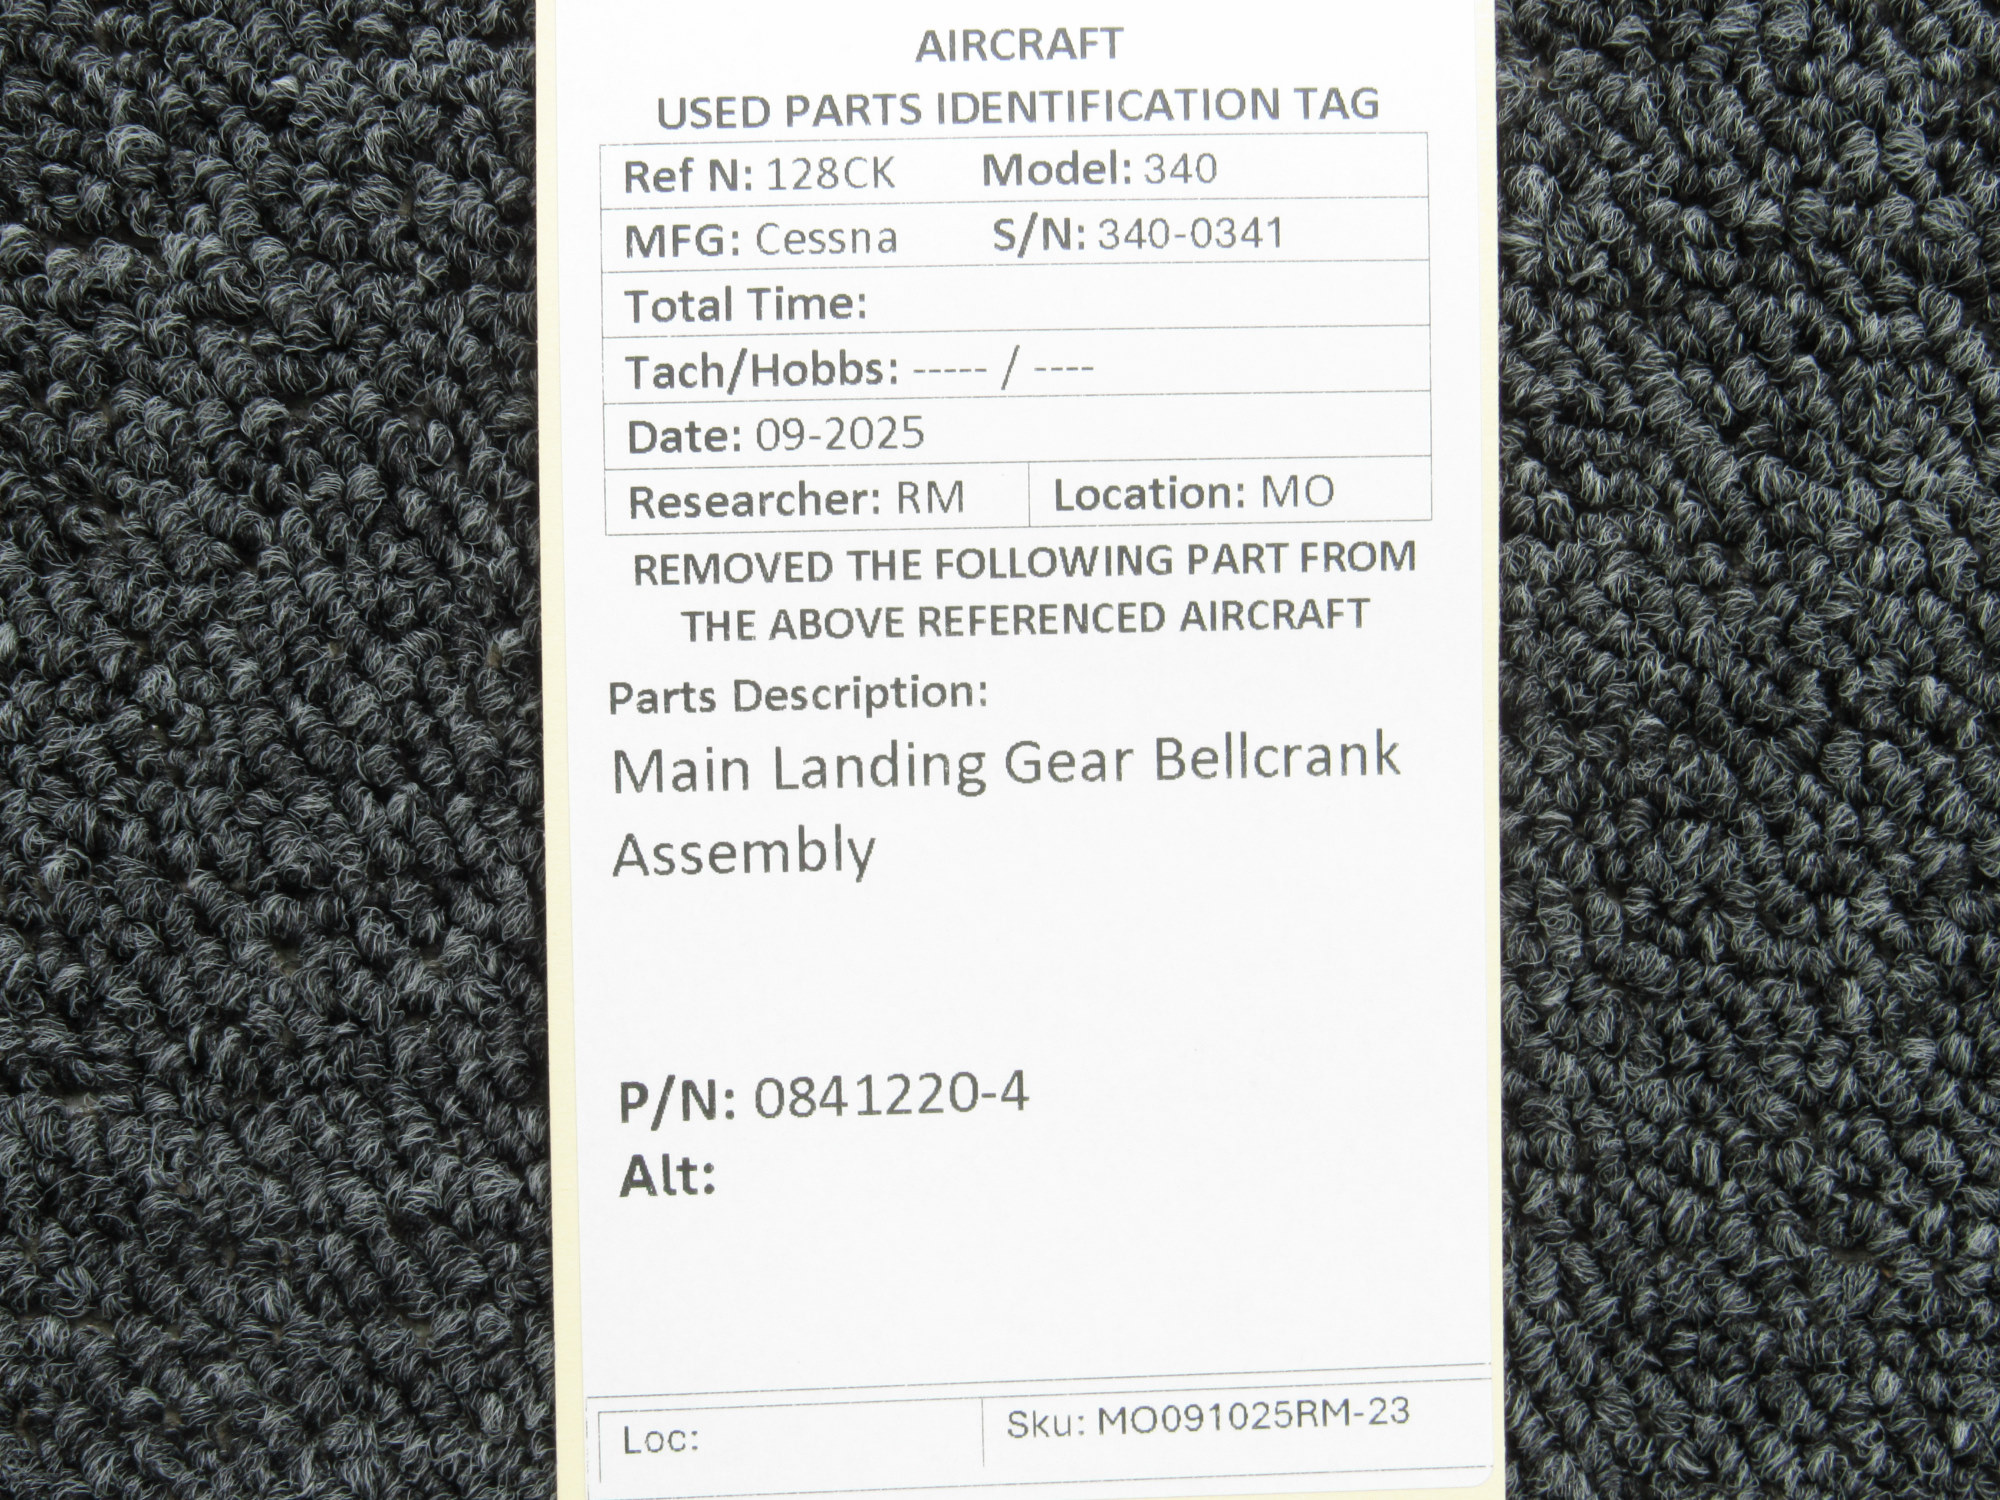 AIRCRAFT
USED PARTS IDENTIFICATION TAG
Ref N: 128CK Model: 340
MFG: Cessna S/N: 340-0341
Total Time:
Tach/Hobbs: ----- / ----
Date: 09-2025
Researcher: RM Location: MO
REMOVED THE FOLLOWING PART FROM
THE ABOVE REFERENCED AIRCRAFT
Parts Description:
Main Landing Gear Bellcrank
Assembly
P/N: 0841220-4
Alt:
Loc: Sku: MO091025RM-23